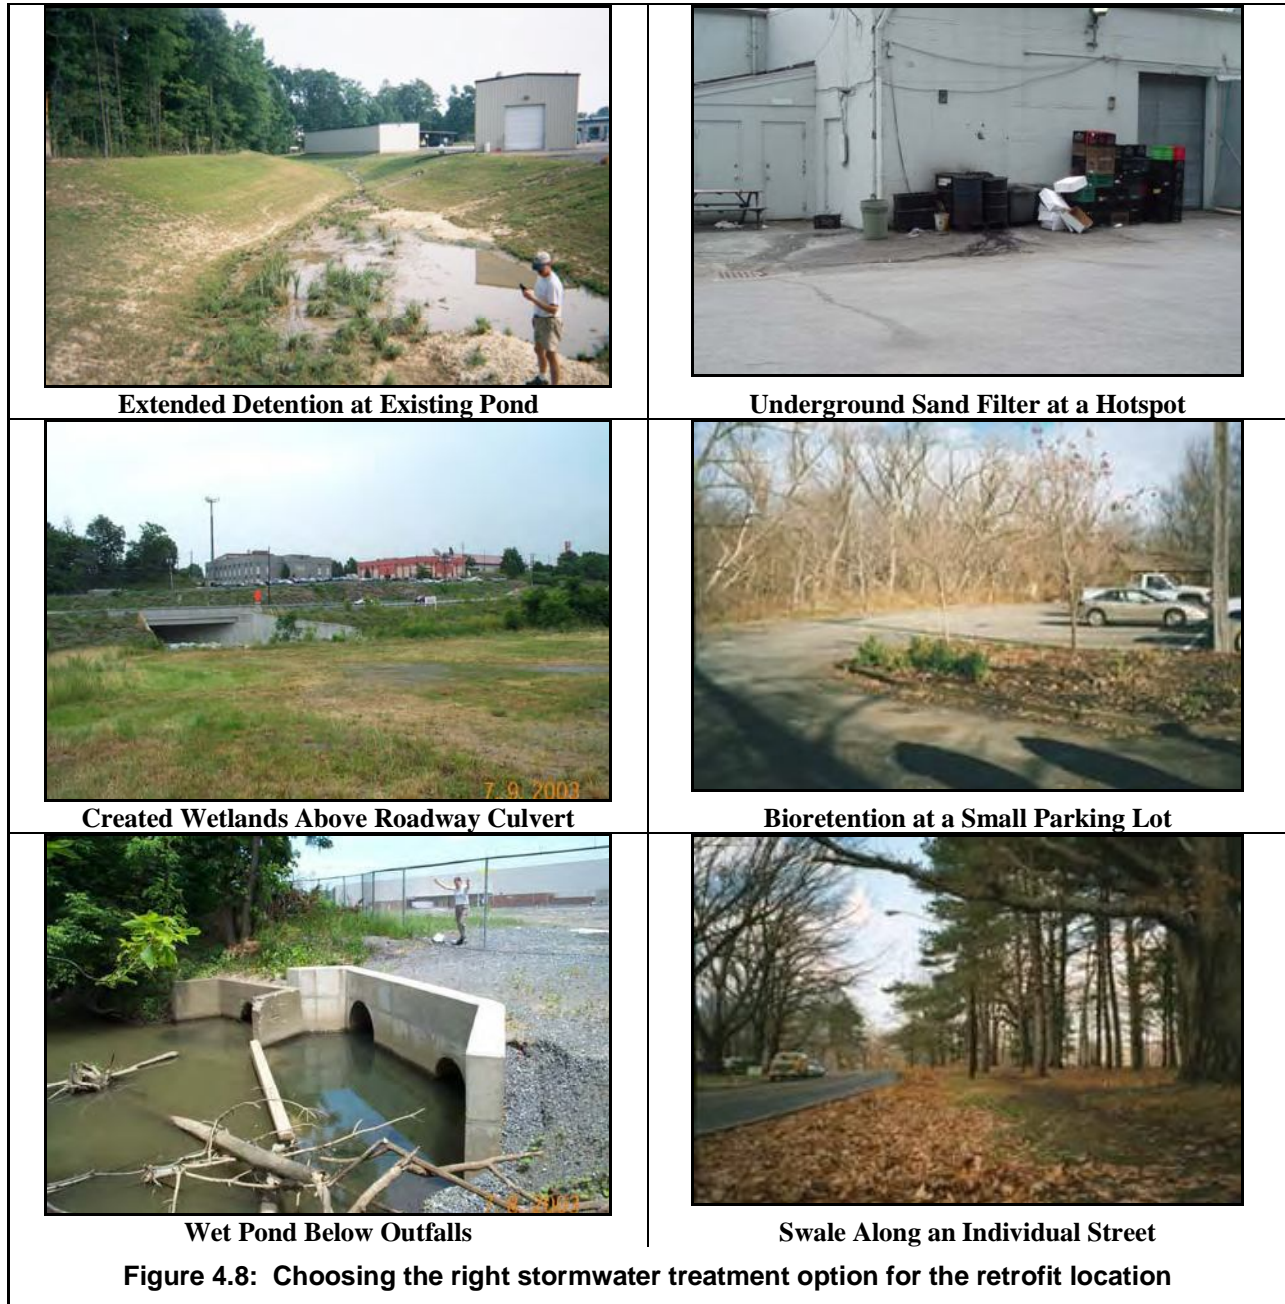 Extended Detention at Existing Pond
Underground Sand Filter at a Hotspot
7 9 2003
Created Wetlands Above Roadway Culvert
Bioretention at a Small Parking Lot
8 2003
Wet Pond Below Outfalls
Swale Along an Individual Street
Figure 4.8: Choosing the right stormwater treatment option for the retrofit location